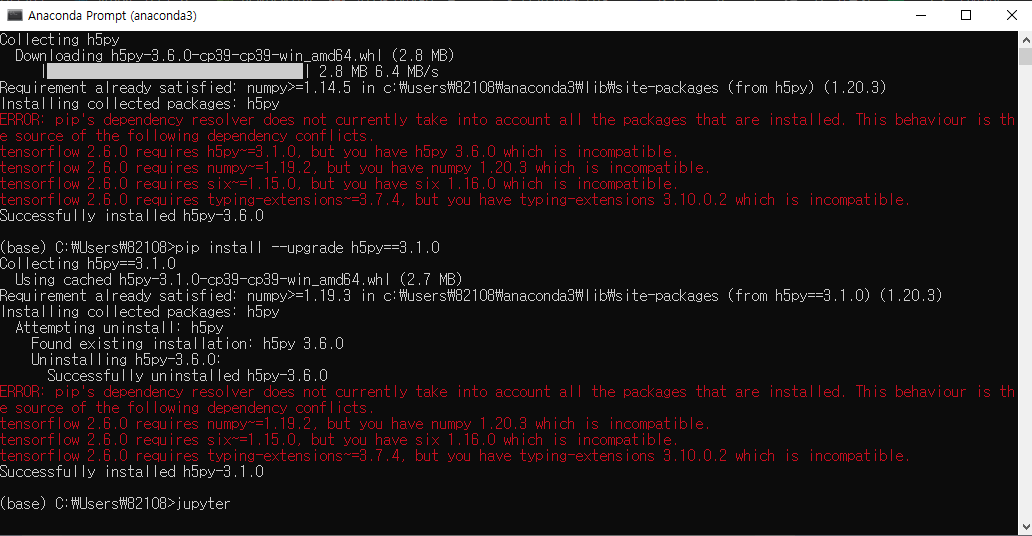 Anaconda Prompt (anaconda3)
Collecting h5py
  Downloading h5py-3.6.0-cp39-cp39-win_amd64.whl (2.8 MB)
     |                                | 2.8 MB 6.4 MB/s
Requirement already satisfied: numpy>=1.14.5 in c:₩users₩82108₩anaconda3₩lib₩site-packages (from h5py) (1.20.3)
Installing collected packages: h5py
ERROR: pip's dependency resolver does not currently take into account all the packages that are installed. This behaviour is th
e source of the following dependency conflicts.
tensorflow 2.6.0 requires h5py~=3.1.0, but you have h5py 3.6.0 which is incompatible.
tensorflow 2.6.0 requires numpy~=1.19.2, but you have numpy 1.20.3 which is incompatible.
tensorflow 2.6.0 requires six~=1.15.0, but you have six 1.16.0 which is incompatible.
tensorflow 2.6.0 requires typing-extensions~=3.7.4, but you have typing-extensions 3.10.0.2 which is incompatible.
Successfully installed h5py-3.6.0
(base) C:₩Users₩82108>pip install --upgrade h5py==3.1.0
Collecting h5py==3.1.0
  Using cached h5py-3.1.0-cp39-cp39-win_amd64.whl (2.7 MB)
Requirement already satisfied: numpy>=1.19.3 in c:₩users₩82108₩anaconda3₩lib₩site-packages (from h5py==3.1.0) (1.20.3)
Installing collected packages: h5py
  Attempting uninstall: h5py
    Found existing installation: h5py 3.6.0
    Uninstalling h5py-3.6.0:
      Successfully uninstalled h5py-3.6.0
ERROR: pip's dependency resolver does not currently take into account all the packages that are installed. This behaviour is th
e source of the following dependency conflicts.
tensorflow 2.6.0 requires numpy~=1.19.2, but you have numpy 1.20.3 which is incompatible.
tensorflow 2.6.0 requires six~=1.15.0, but you have six 1.16.0 which is incompatible.
tensorflow 2.6.0 requires typing-extensions~=3.7.4, but you have typing-extensions 3.10.0.2 which is incompatible.
Successfully installed h5py-3.1.0
(base) C:₩Users₩82108>jupyter